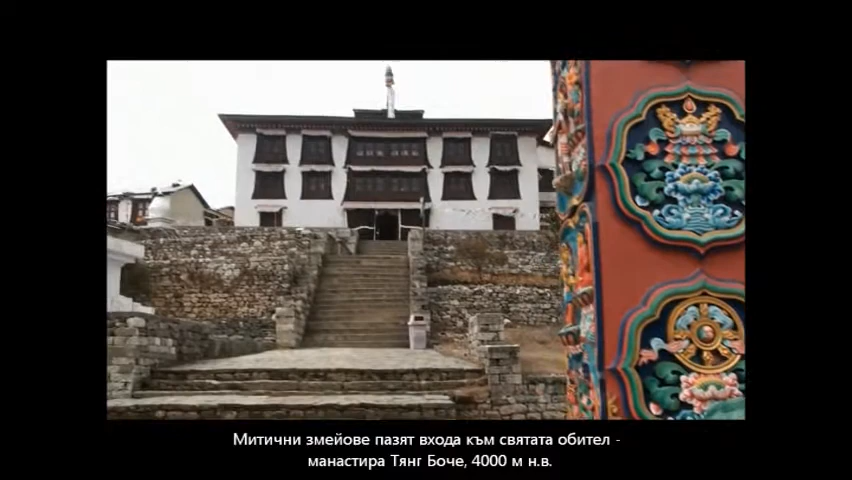 Митични змейове пазят входа към святата обител -
манастира Тянг Боче, 4000 м н.в.